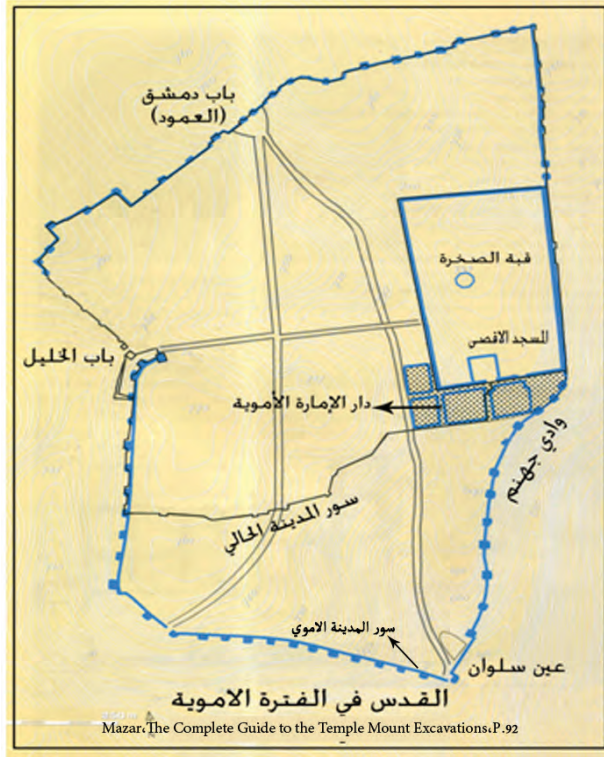 باب دمشق
(العمود)
قبة الصخرة
المسجد الاقصى
باب الخليل
دار الإمارة الأموية
وادي جهنم
سور المدينة الحالي
سور المدينة الاموي
عين سلوان
القدس في الفترة الاموية
Mazar،The Complete Guide to the Temple Mount Excavations،P.92